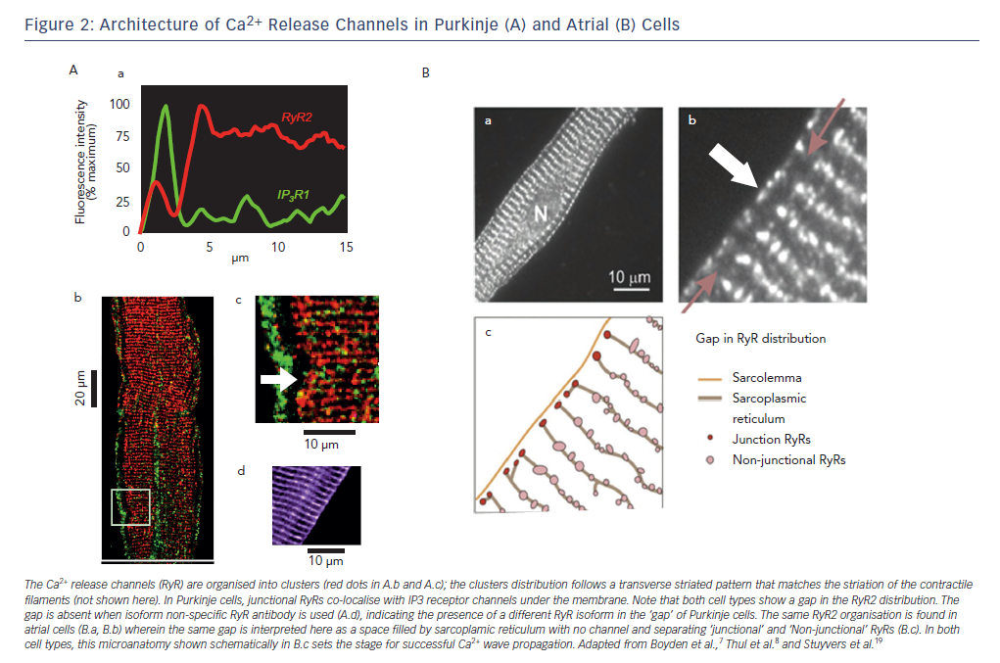 Figure 2: Architecture of Ca2+ Release Channels in Purkinje (A) and Atrial (B) Cells
A
a
Fluorescence intensity
(% maximum)
100
75
50
25
0
RyR2
IP3R1
0
5
10
15
µm
b
20 µm
c
10 µm
d
10 µm
B
a
N
10 µm
b
c
Gap in RyR distribution
Sarcolemma
Sarcoplasmic
reticulum
Junction RyRs
Non-junctional RyRs
The Ca2+ release channels (RyR) are organised into clusters (red dots in A.b and A.c); the clusters distribution follows a transverse striated pattern that matches the striation of the contractile
filaments (not shown here). In Purkinje cells, junctional RyRs co-localise with IP3 receptor channels under the membrane. Note that both cell types show a gap in the RyR2 distribution. The
gap is absent when isoform non-specific RyR antibody is used (A.d), indicating the presence of a different RyR isoform in the ‘gap’ of Purkinje cells. The same RyR2 organisation is found in
atrial cells (B.a, B.b) wherein the same gap is interpreted here as a space filled by sarcoplamic reticulum with no channel and separating ‘junctional’ and ‘Non-junctional’ RyRs (B.c). In both
cell types, this microanatomy shown schematically in B.c sets the stage for successful Ca2+ wave propagation. Adapted from Boyden et al.,7 Thul et al.8 and Stuyvers et al.19